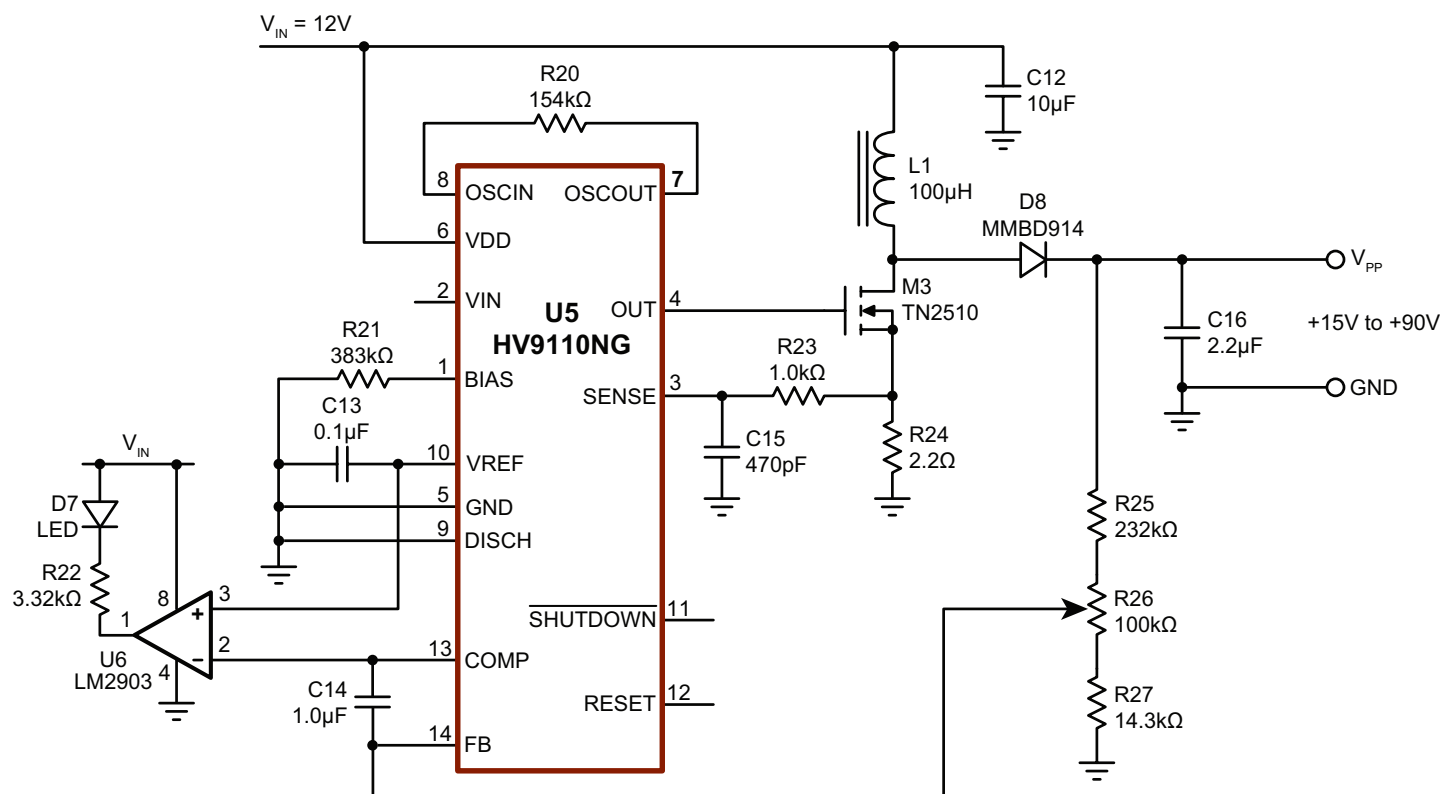 V_IN = 12V
R20
154kΩ
C12
10µF
8
OSCIN
OSCOUT
7
L1
100µH
6
VDD
D8
MMBD914
2
VIN
U5
HV9110NG
OUT
4
M3
TN2510
V_PP
+15V to +90V
C16
2.2µF
GND
R21
383kΩ
1
BIAS
SENSE
3
R23
1.0kΩ
C13
0.1µF
C15
470pF
R24
2.2Ω
V_IN
10
VREF
5
GND
9
DISCH
D7
LED
R22
3.32kΩ
R25
232kΩ
8
3
+
1
2
-
U6
LM2903
4
SHUTDOWN
11
R26
100kΩ
13
COMP
C14
1.0µF
RESET
12
R27
14.3kΩ
14
FB